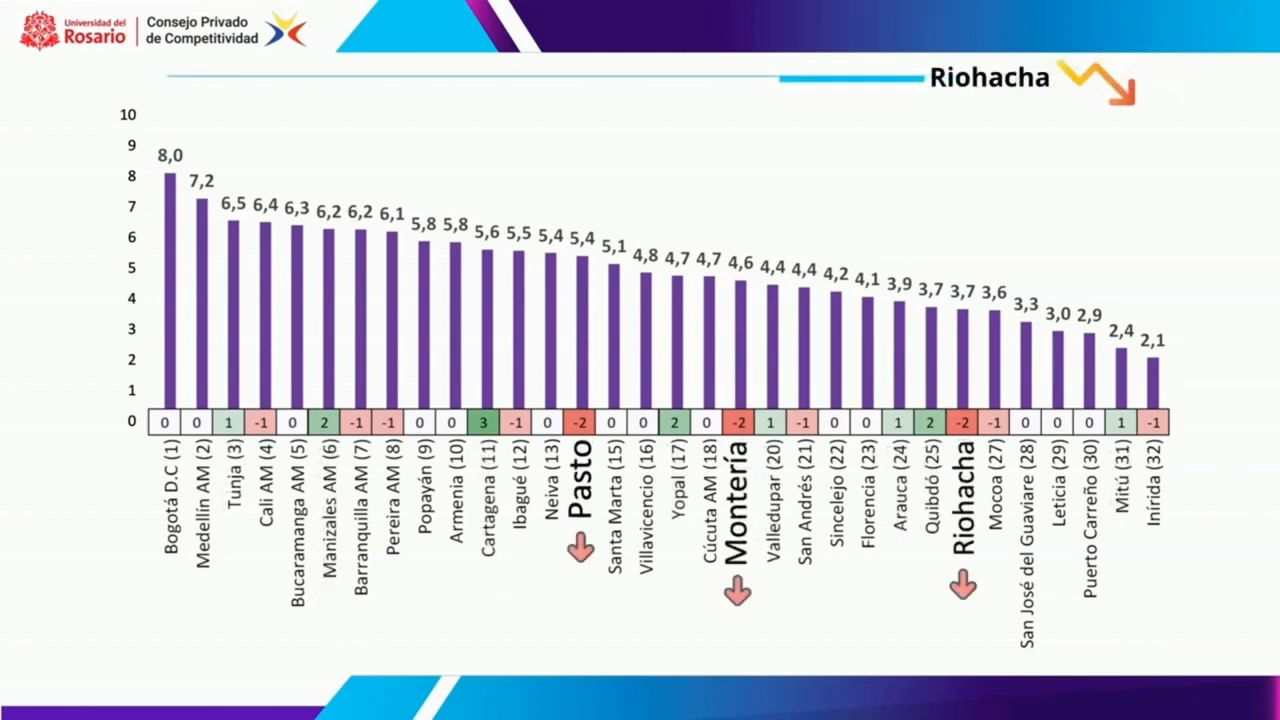 Universidad del
Rosario
Consejo Privado
de Competitividad
Riohacha
10
9
8
7
6
5
4
3
2
1
0
8,0
7,2
6,5
6,4
6,3
6,2
6,2
6,1
5,8
5,8
5,6
5,5
5,4
5,4
5,1
4,8
4,7
4,7
4,6
4,4
4,4
4,2
4,1
3,9
3,7
3,7
3,6
3,3
3,0
2,9
2,4
2,1
0 0 1 -1 0 2 -1 -1 0 0 3 -1 0 -2 0 0 2 0 -2 1 -1 0 0 1 2 -2 -1 0 0 0 1 -1
Bogotá D.C (1)
Medellín AM (2)
Tunja (3)
Cali AM (4)
Bucaramanga AM (5)
Manizales AM (6)
Barranquilla AM (7)
Pereira AM (8)
Popayán (9)
Armenia (10)
Cartagena (11)
Ibagué (12)
Neiva (13)
Pasto
Santa Marta (15)
Villavicencio (16)
Yopal (17)
Cúcuta AM (18)
Montería
Valledupar (20)
San Andrés (21)
Sincelejo (22)
Florencia (23)
Arauca (24)
Quibdó (25)
Riohacha
Mocoa (27)
San José del Guaviare (28)
Leticia (29)
Puerto Carreño (30)
Mitú (31)
Inírida (32)